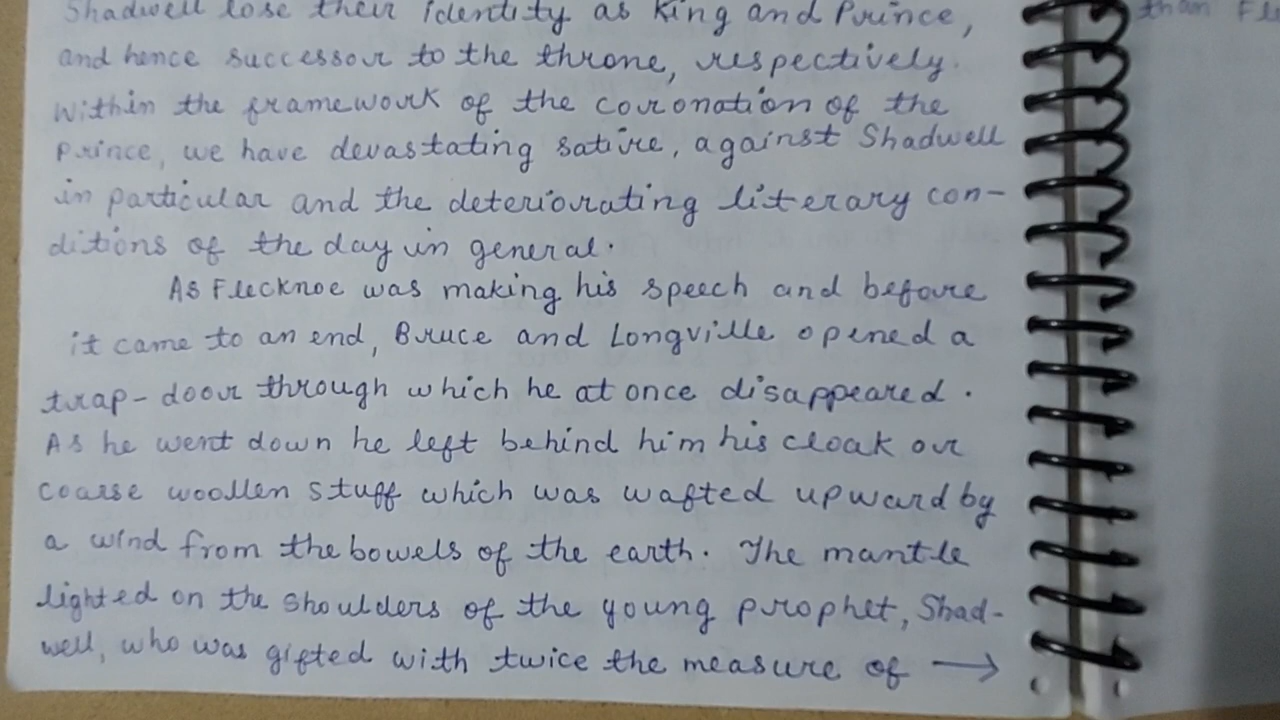 Shadwell lose their identity as King and Prince,
and hence successor to the throne, respectively.
Within the framework of the coronation of the
Prince, we have devastating satire, against Shadwell
in particular and the deteriorating literary con-
ditions of the day in general.
As Flecknoe was making his speech and before
it came to an end, Bruce and Longville opened a
trap-door through which he at once disappeared.
As he went down he left behind him his cloak or
coarse woollen stuff which was wafted upward by
a wind from the bowels of the earth. The mantle
lighted on the shoulders of the young prophet, Shad-
well, who was gifted with twice the measure of →
than